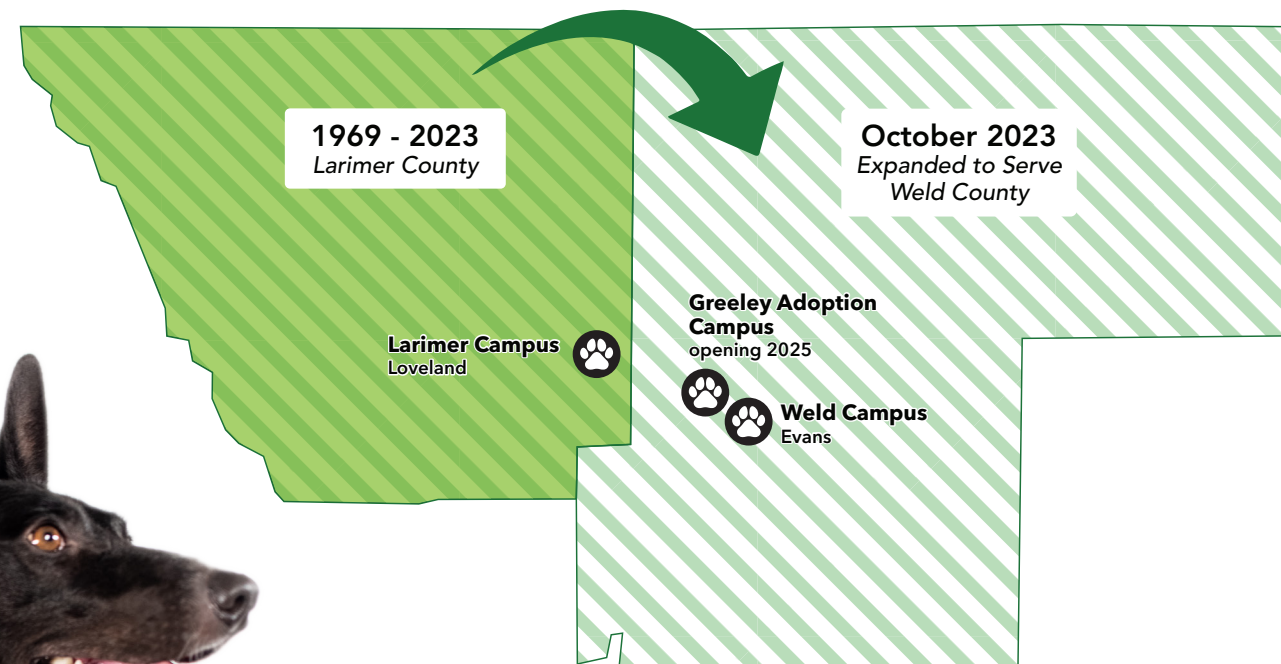 1969 - 2023
Larimer County
October 2023
Expanded to Serve
Weld County
Larimer Campus
Loveland
Greeley Adoption
Campus
opening 2025
Weld Campus
Evans